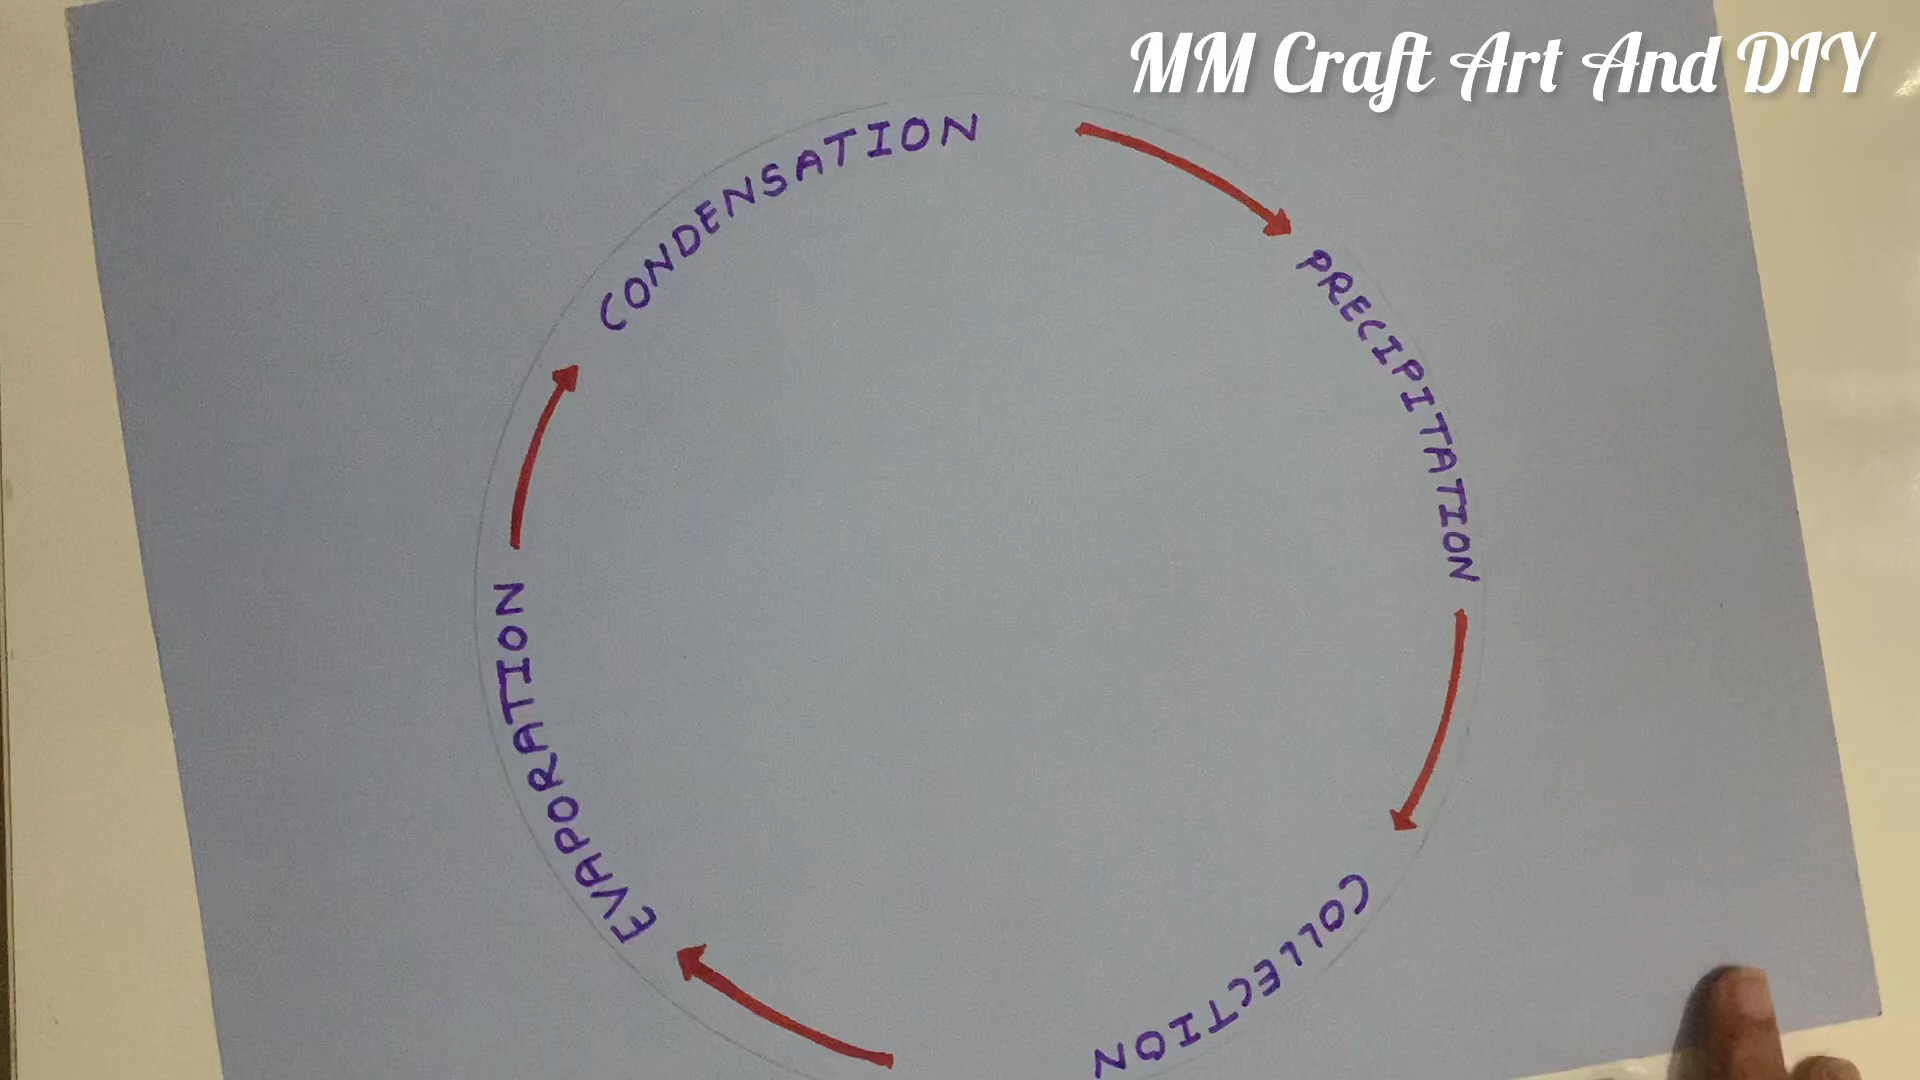 MM Craft Art And DIY
CONDENSATION
PRECIPITATION
COLLECTION
EVAPORATION